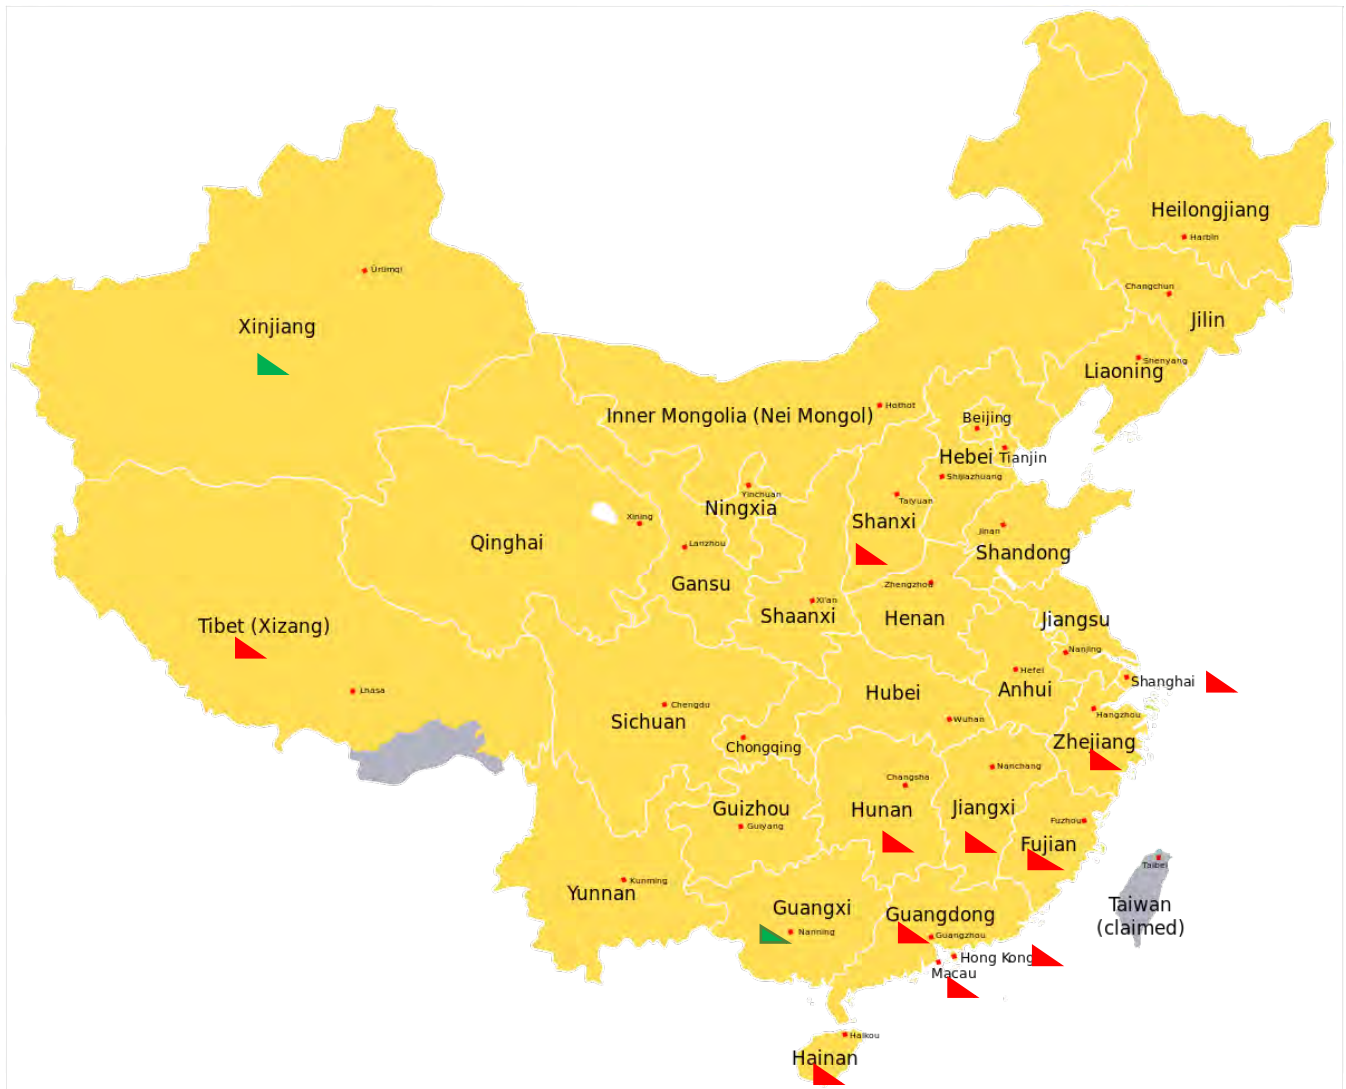 Heilongjiang
Harbin
Ürümqi
Changchun
Jilin
Xinjiang
Shenyang
Liaoning
Hohhot
Inner Mongolia (Nei Mongol)
Beijing
Hebei
Tianjin
Shijiazhuang
Yinchuan
Ningxia
Taiyuan
Shanxi
Xining
Jinan
Qinghai
Lanzhou
Shandong
Gansu
Zhengzhou
Xi'an
Shaanxi
Henan
Jiangsu
Tibet (Xizang)
Nanjing
Hefei
Shanghai
Lhasa
Anhui
Hubei
Chengdu
Sichuan
Wuhan
Hangzhou
Zhejiang
Chongqing
Nanchang
Changsha
Guizhou
Hunan
Jiangxi
Guiyang
Fuzhou
Fujian
Taibei
Kunming
Yunnan
Guangxi
Nanning
Guangdong
Guangzhou
Taiwan
(claimed)
Hong Kong
Macau
Haikou
Hainan